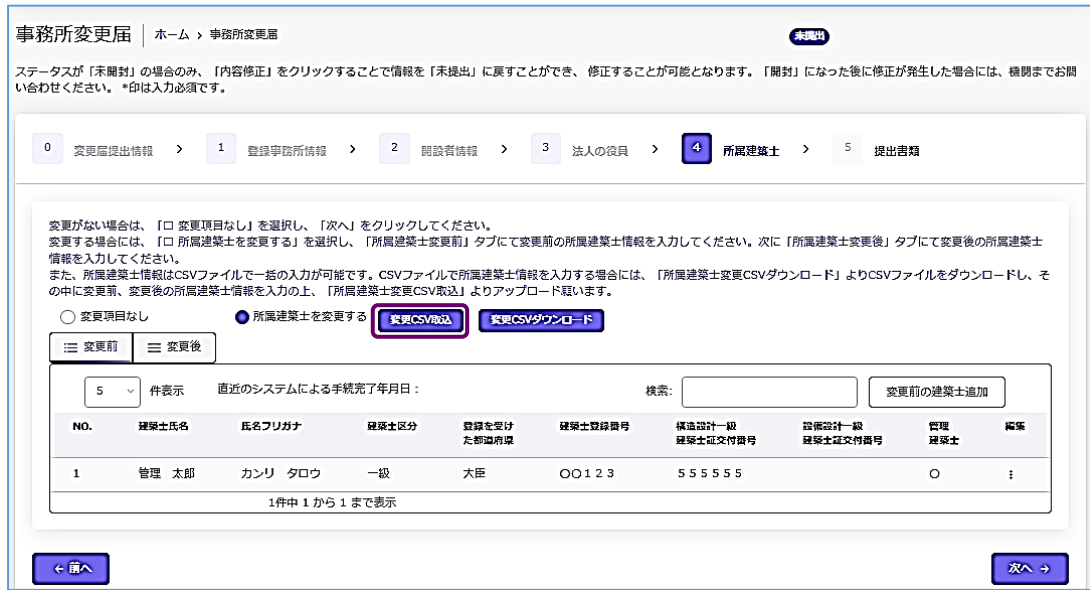 事務所変更届 ホーム › 事務所変更届 未提出
ステータスが「未開封」の場合のみ、「内容修正」をクリックすることで情報を「未提出」に戻すことができ、修正することが可能となります。「開封」になった後に修正が発生した場合には、機関までお問
い合わせください。 *印は入力必須です。
0 変更届提出情報 › 1 登録事務所情報 › 2 開設者情報 › 3 法人の役員 › 4 所属建築士 › 5 提出書類
変更がない場合は、「□ 変更項目なし」を選択し、「次へ」をクリックしてください。
変更する場合には、「□ 所属建築士を変更する」を選択し、「所属建築士変更前」タブにて変更前の所属建築士情報を入力してください。次に「所属建築士変更後」タブにて変更後の所属建築士
情報を入力してください。
また、所属建築士情報はCSVファイルで一括の入力が可能です。CSVファイルで所属建築士情報を入力する場合には、「所属建築士変更CSVダウンロード」よりCSVファイルをダウンロードし、そ
の中に変更前、変更後の所属建築士情報を入力の上、「所属建築士変更CSV取込」よりアップロード願います。
変更項目なし 所属建築士を変更する 変更CSV取込 変更CSVダウンロード
変更前 変更後
5 件表示 直近のシステムによる手続完了年月日： 検索: 変更前の建築士追加
NO. 建築士氏名 氏名フリガナ 建築士区分 登録を受け 建築士登録番号 構造設計一級 設備設計一級 管理 編集
た都道府県 建築士証交付番号 建築士証交付番号 建築士
1 管理 太郎 カンリ タロウ 一級 大臣 ○○１２３ ５５５５５５ ○ ⋮
1件中 1 から 1 まで表示
← 前へ 次へ →